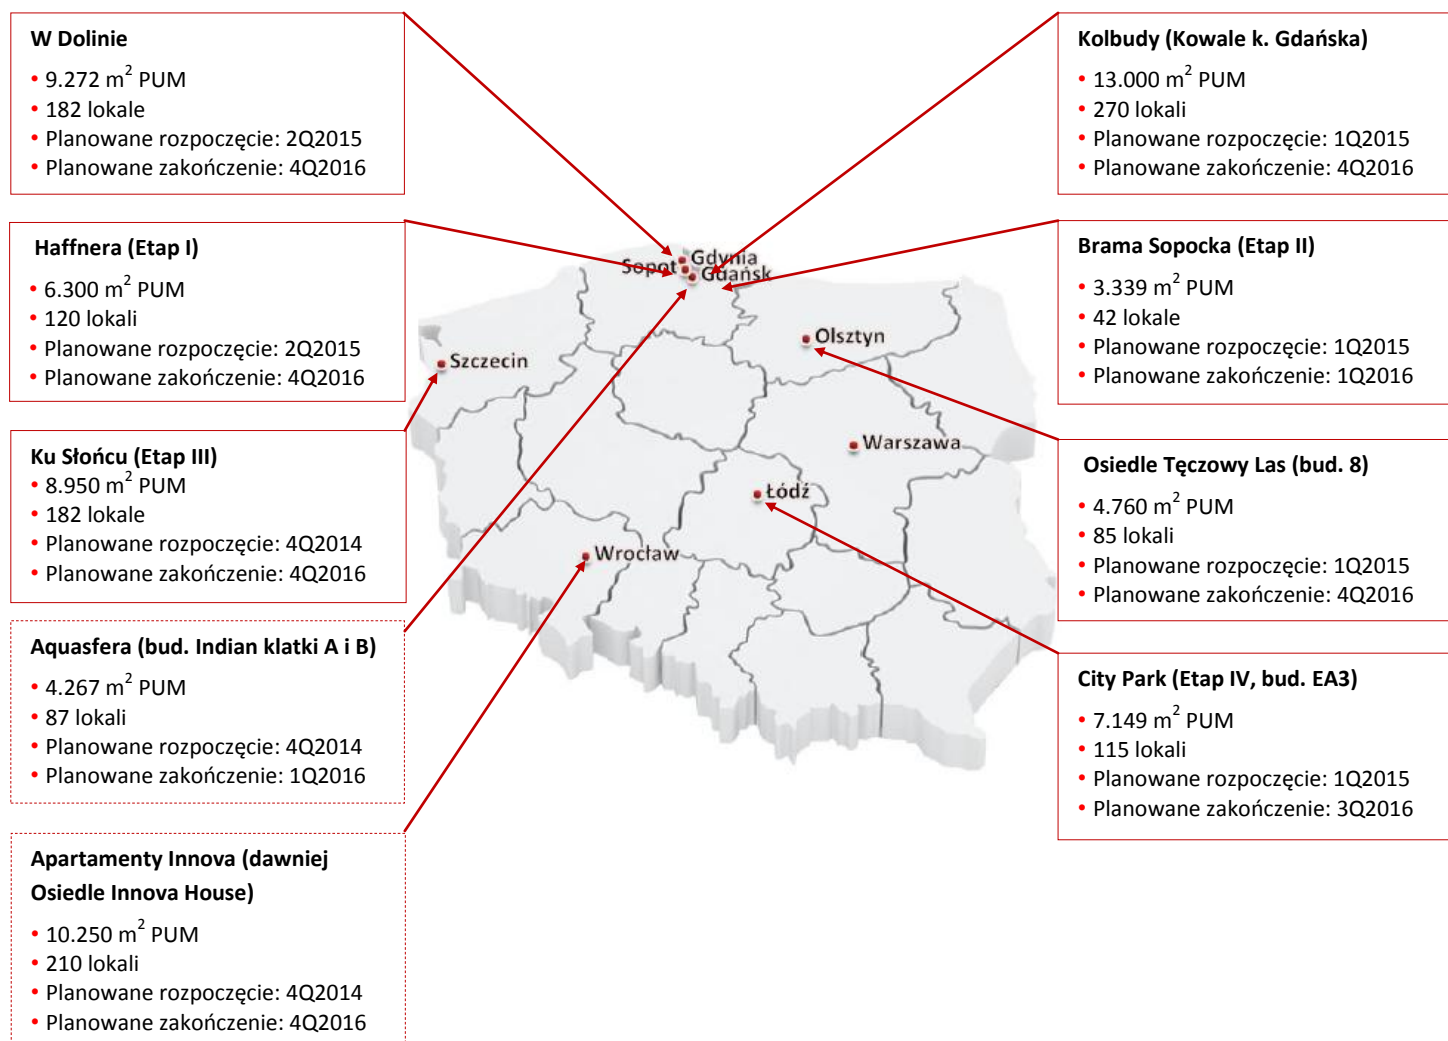 W Dolinie
• 9.272 m² PUM
• 182 lokale
• Planowane rozpoczęcie: 2Q2015
• Planowane zakończenie: 4Q2016
Haffnera (Etap I)
• 6.300 m² PUM
• 120 lokali
• Planowane rozpoczęcie: 2Q2015
• Planowane zakończenie: 4Q2016
Ku Słońcu (Etap III)
• 8.950 m² PUM
• 182 lokale
• Planowane rozpoczęcie: 4Q2014
• Planowane zakończenie: 4Q2016
Aquasfera (bud. Indian klatki A i B)
• 4.267 m² PUM
• 87 lokali
• Planowane rozpoczęcie: 4Q2014
• Planowane zakończenie: 1Q2016
Apartamenty Innova (dawniej
Osiedle Innova House)
• 10.250 m² PUM
• 210 lokali
• Planowane rozpoczęcie: 4Q2014
• Planowane zakończenie: 4Q2016
Gdynia
Sopot
Gdańsk
Olsztyn
Szczecin
Warszawa
Łódź
Wrocław
Kolbudy (Kowale k. Gdańska)
• 13.000 m² PUM
• 270 lokali
• Planowane rozpoczęcie: 1Q2015
• Planowane zakończenie: 4Q2016
Brama Sopocka (Etap II)
• 3.339 m² PUM
• 42 lokale
• Planowane rozpoczęcie: 1Q2015
• Planowane zakończenie: 1Q2016
Osiedle Tęczowy Las (bud. 8)
• 4.760 m² PUM
• 85 lokali
• Planowane rozpoczęcie: 1Q2015
• Planowane zakończenie: 4Q2016
City Park (Etap IV, bud. EA3)
• 7.149 m² PUM
• 115 lokali
• Planowane rozpoczęcie: 1Q2015
• Planowane zakończenie: 3Q2016